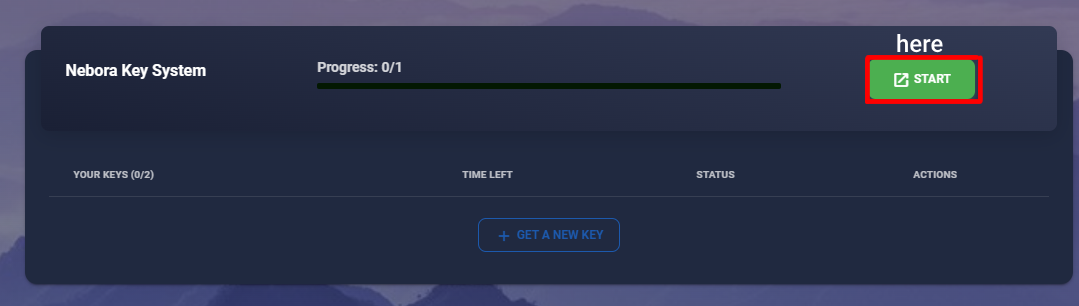 here
Nebora Key System
Progress: 0/1
START
YOUR KEYS (0/2)
TIME LEFT
STATUS
ACTIONS
+ GET A NEW KEY